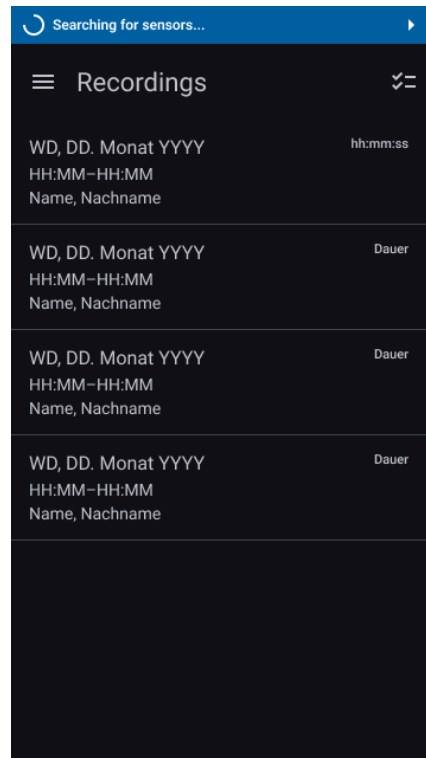 Searching for sensors...
Recordings
WD, DD. Monat YYYY
hh:mm:ss
HH:MM–HH:MM
Name, Nachname
WD, DD. Monat YYYY
Dauer
HH:MM–HH:MM
Name, Nachname
WD, DD. Monat YYYY
Dauer
HH:MM–HH:MM
Name, Nachname
WD, DD. Monat YYYY
Dauer
HH:MM–HH:MM
Name, Nachname